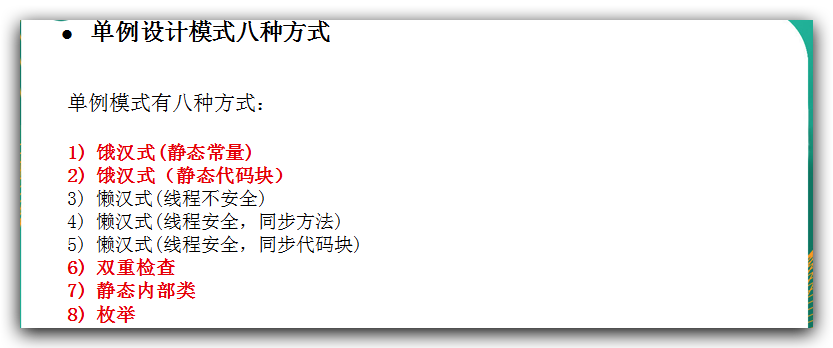 ● 单例设计模式八种方式
单例模式有八种方式：
1) 饿汉式(静态常量)
2) 饿汉式（静态代码块）
3) 懒汉式(线程不安全)
4) 懒汉式(线程安全，同步方法)
5) 懒汉式(线程安全，同步代码块)
6) 双重检查
7) 静态内部类
8) 枚举